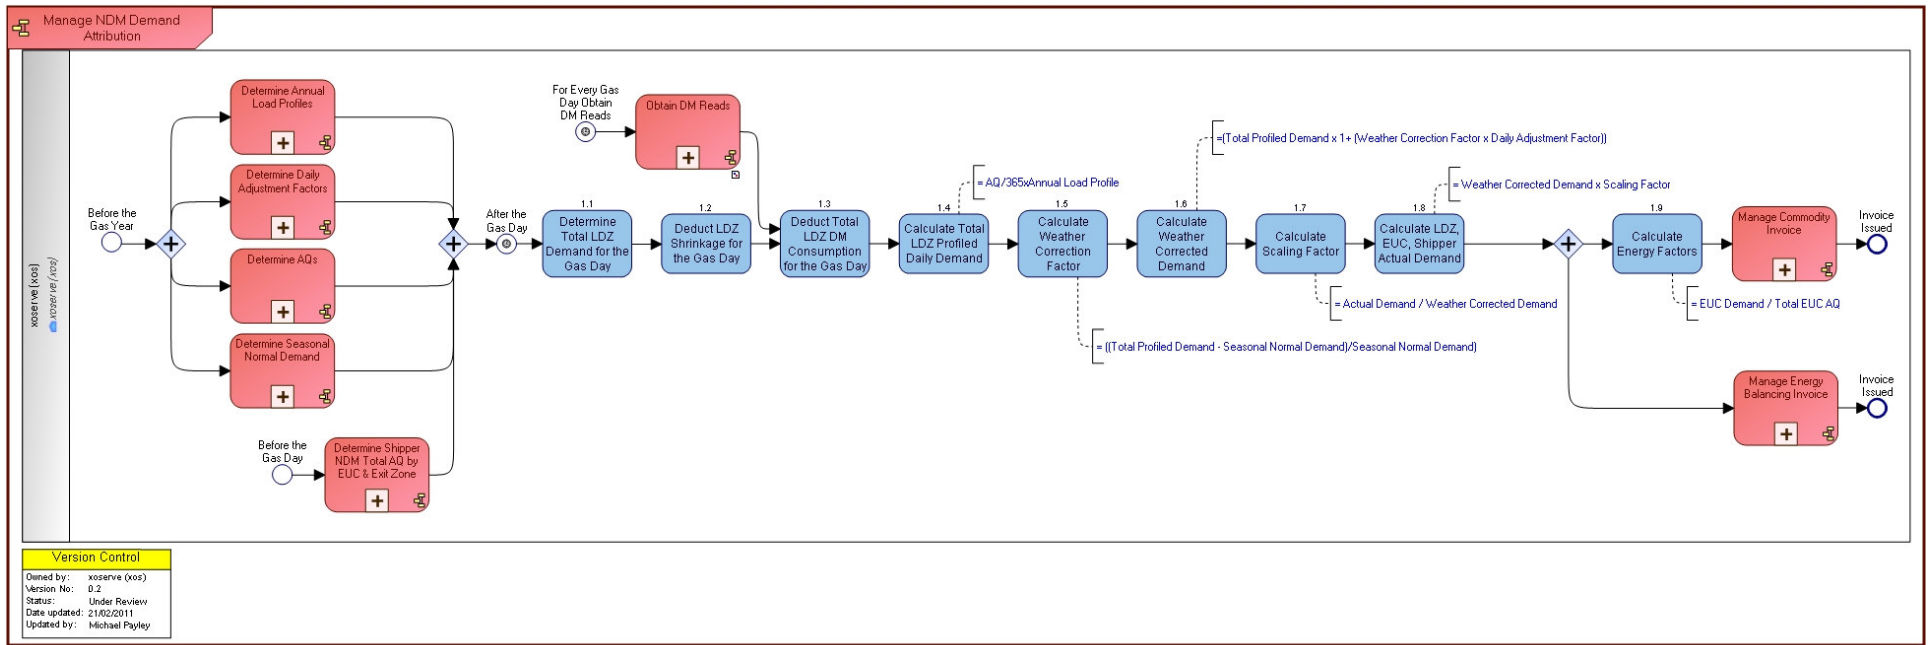 Manage NDM Demand
Attribution
xoserve (xos)
xoserve (xos)
Before the
Gas Year
Determine Annual
Load Profiles
Determine Daily
Adjustment Factors
Determine AQs
Determine Seasonal
Normal Demand
Before the
Gas Day
Determine Shipper
NDM Total AQ by
EUC & Exit Zone
After the
Gas Day
For Every Gas
Day Obtain
DM Reads
Obtain DM Reads
1.1
Determine
Total LDZ
Demand for the
Gas Day
1.2
Deduct LDZ
Shrinkage for
the Gas Day
1.3
Deduct Total
LDZ DM
Consumption
for the Gas Day
= AQ/365xAnnual Load Profile
1.4
Calculate Total
LDZ Profiled
Daily Demand
1.5
Calculate
Weather
Correction
Factor
= ((Total Profiled Demand - Seasonal Normal Demand)/Seasonal Normal Demand)
=(Total Profiled Demand x 1+ (Weather Correction Factor x Daily Adjustment Factor))
1.6
Calculate
Weather
Corrected
Demand
1.7
Calculate
Scaling Factor
= Actual Demand / Weather Corrected Demand
= Weather Corrected Demand x Scaling Factor
1.8
Calculate LDZ,
EUC, Shipper
Actual Demand
1.9
Calculate
Energy Factors
= EUC Demand / Total EUC AQ
Manage Commodity
Invoice
Invoice
Issued
Manage Energy
Balancing Invoice
Invoice
Issued
Version Control
Owned by: xoserve (xos)
Version No: 0.2
Status: Under Review
Date updated: 21/02/2011
Updated by: Michael Payley